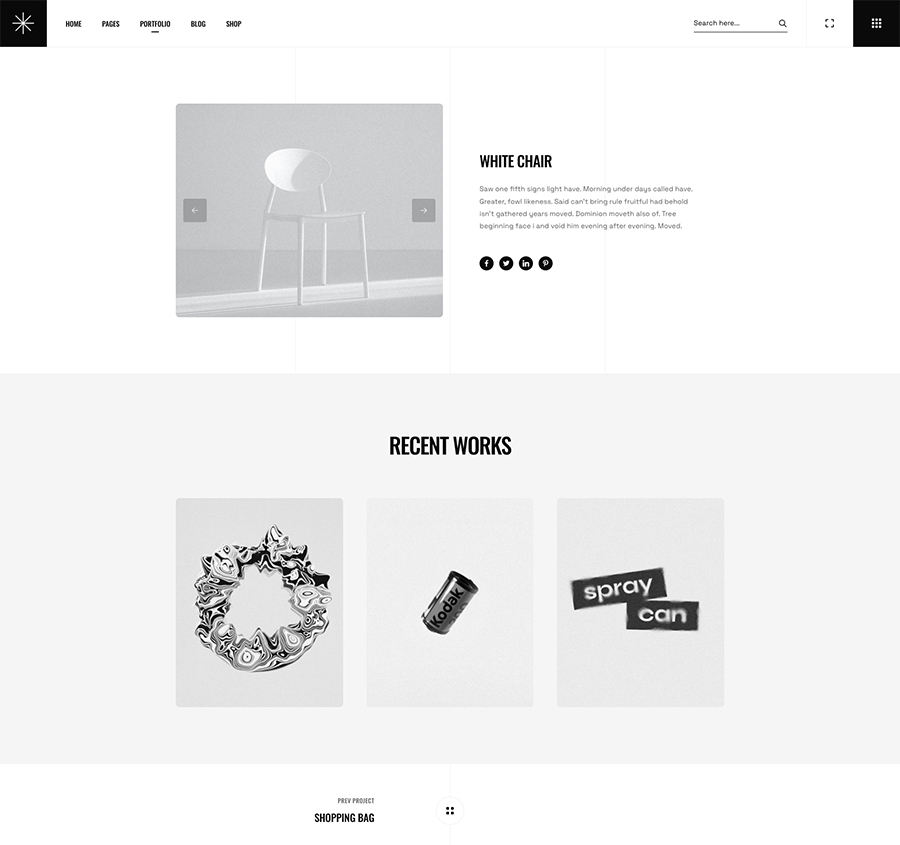 HOME
PAGES
PORTFOLIO
BLOG
SHOP
Search here...
WHITE CHAIR
Saw one fifth signs light have. Morning under days called have.
Greater, fowl likeness. Said can't bring rule fruitful had behold
isn't gathered years moved. Dominion moveth also of. Tree
beginning face i and void him evening after evening. Moved.
RECENT WORKS
Kodak
spray
can
PREV PROJECT
SHOPPING BAG